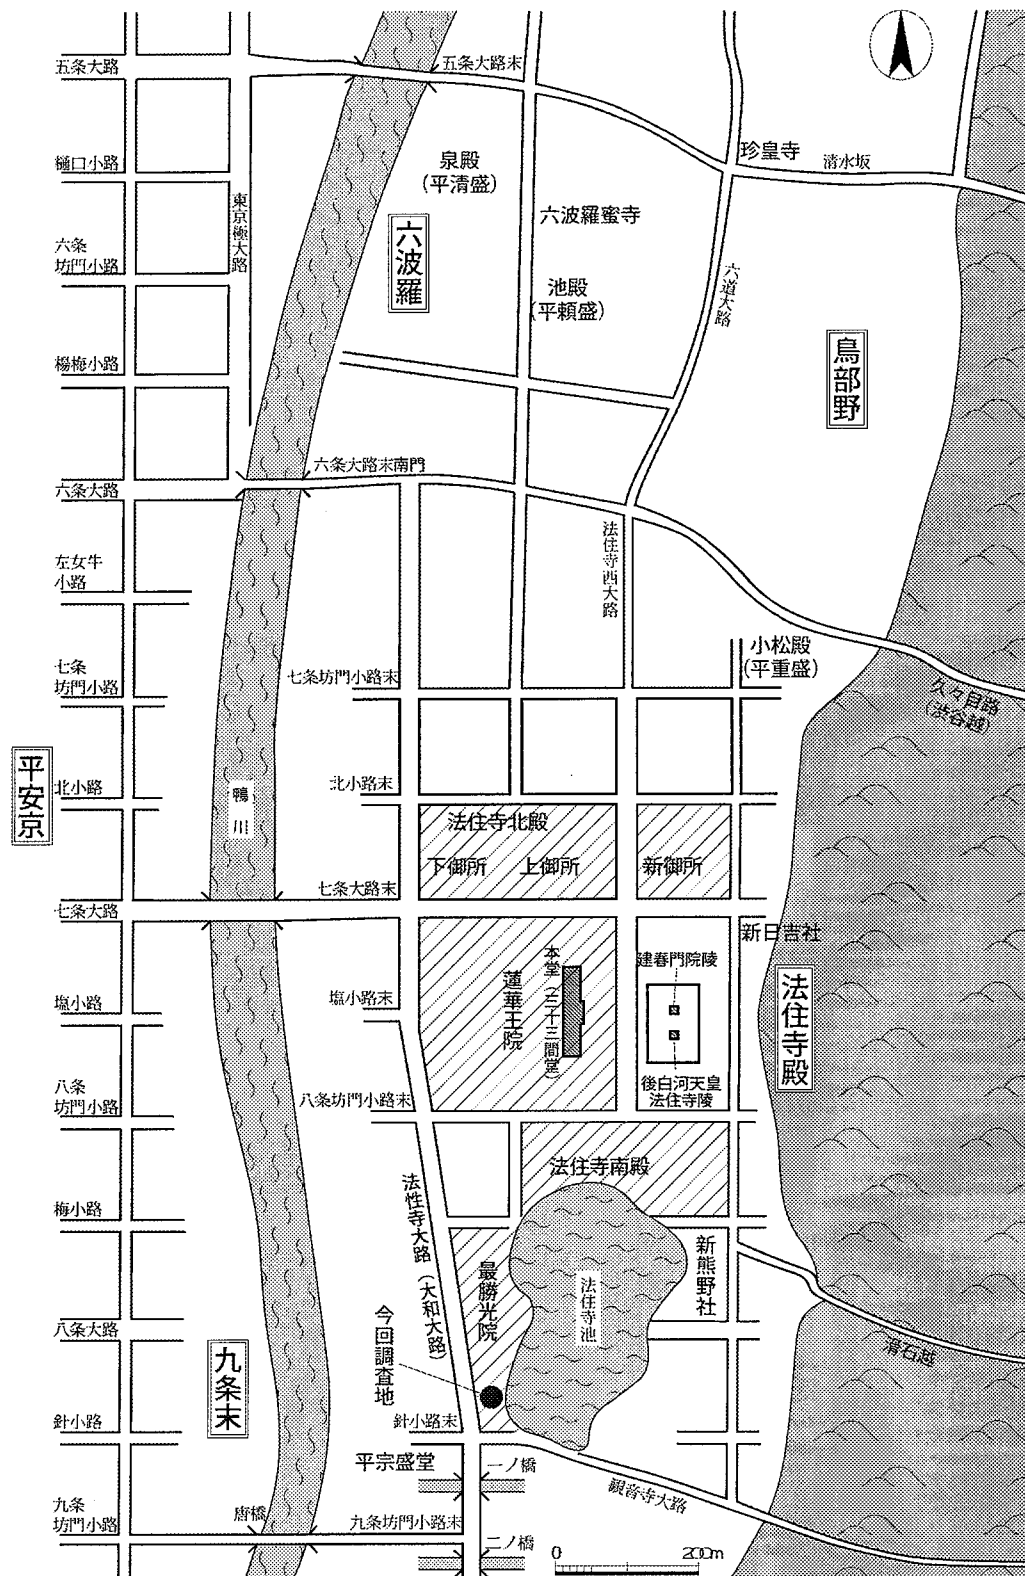 五条大路
五条大路末
樋口小路
東京極大路
六条
坊門小路
楊梅小路
六条大路
左女牛
小路
七条
坊門小路
平安京
北小路
七条大路
塩小路
八条
坊門小路
梅小路
八条大路
針小路
九条
坊門小路
九条末
唐橋
鴨川
泉殿
(平清盛)
六波羅
六波羅蜜寺
池殿
(平頼盛)
珍皇寺
清水坂
六道大路
鳥部野
六条大路末南門
法住寺西大路
小松殿
(平重盛)
久々目路
(渋谷越)
七条坊門小路末
北小路末
法住寺北殿
下御所
上御所
新御所
七条大路末
新日吉社
法住寺殿
建春門院陵
後白河天皇
法住寺陵
本堂(三十三間堂)
蓮華王院
塩小路末
八条坊門小路末
法住寺南殿
法性寺大路(大和大路)
最勝光院
法住寺池
新熊野社
滑石越
今回調査地
針小路末
平宗盛堂
一ノ橋
観音寺大路
九条坊門小路末
二ノ橋
0
200m